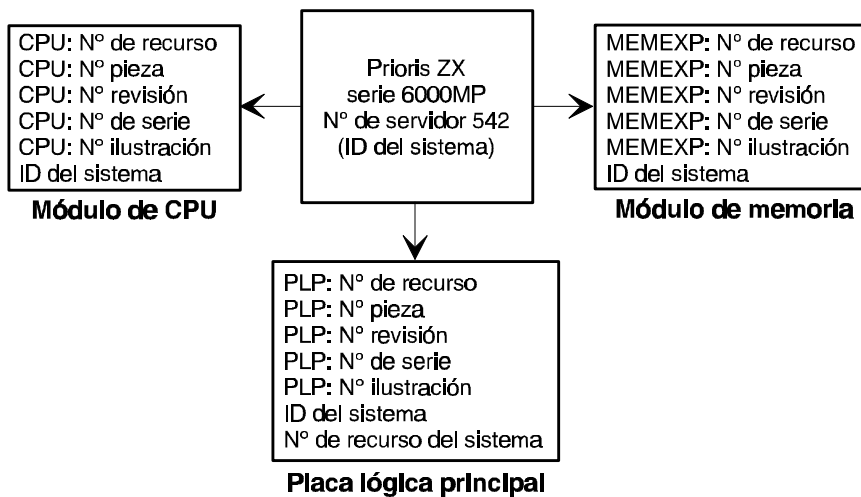 CPU: Nº de recurso
CPU: Nº pieza
CPU: Nº revisión
CPU: Nº de serie
CPU: Nº ilustración
ID del sistema
Módulo de CPU
Prioris ZX
serie 6000MP
Nº de servidor 542
(ID del sistema)
MEMEXP: Nº de recurso
MEMEXP: Nº pieza
MEMEXP: Nº revisión
MEMEXP: Nº de serie
MEMEXP: Nº ilustración
ID del sistema
Módulo de memoria
PLP: Nº de recurso
PLP: Nº pieza
PLP: Nº revisión
PLP: Nº de serie
PLP: Nº ilustración
ID del sistema
Nº de recurso del sistema
Placa lógica principal